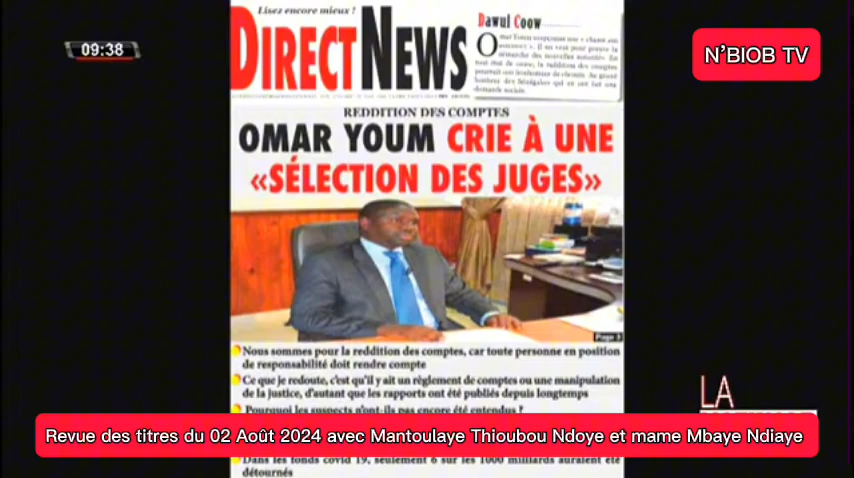 Lisez encore mieux !
DIRECT NEWS
Dawul Coow
09:38
N'BIOB TV
REDDITION DES COMPTES
OMAR YOUM CRIE À UNE
«SÉLECTION DES JUGES»
Page 3
Nous sommes pour la reddition des comptes, car toute personne en position
de responsabilité doit rendre compte
Ce que je redoute, c'est qu'il y ait un règlement de comptes ou une manipulation
de la justice, d'autant que les rapports ont été publiés depuis longtemps
Pourquoi les suspects n'ont-ils pas encore été entendus ?
LA
Revue des titres du 02 Août 2024 avec Mantoulaye Thioubou Ndoye et mame Mbaye Ndiaye
Dans les fonds covid 19, seulement 6 sur les 1000 milliards auraient été
détournés